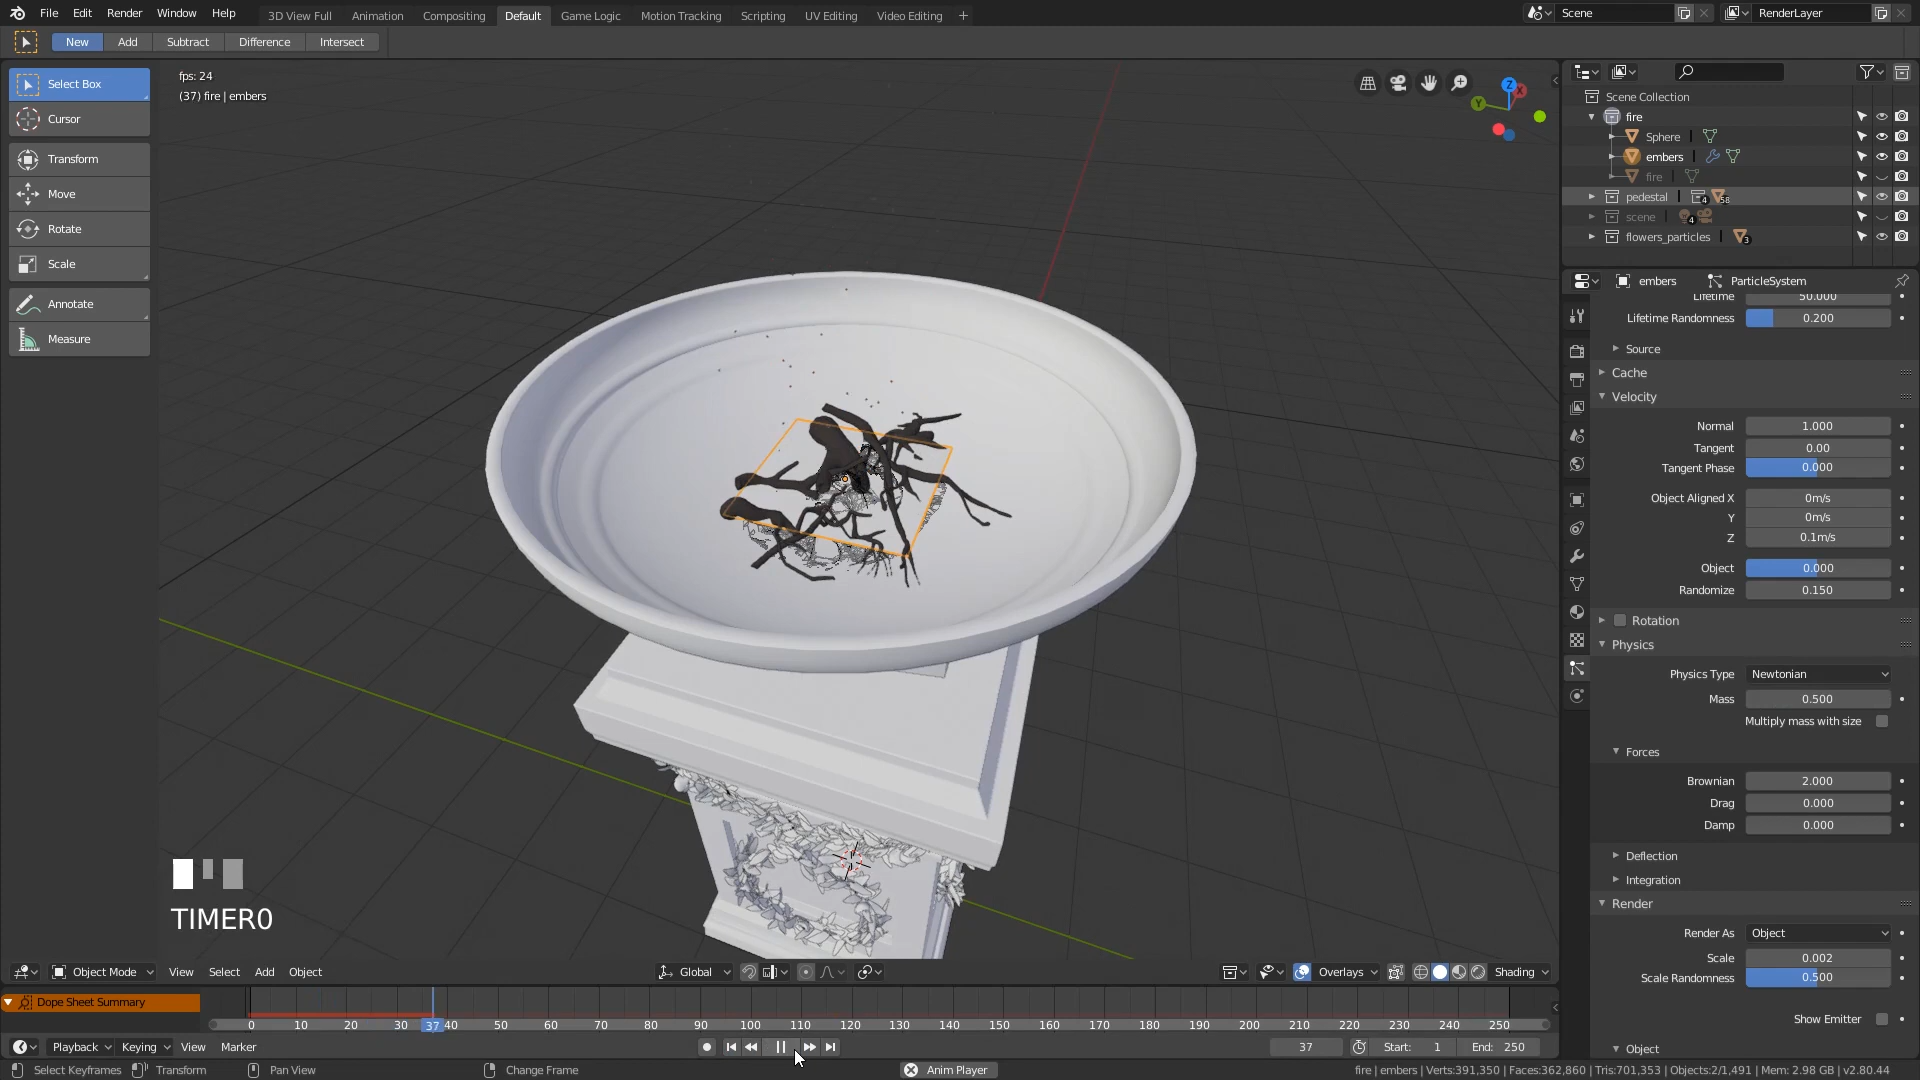 File Edit Render Window Help 3D View Full Animation Compositing Default Game Logic Motion Tracking Scripting UV Editing Video Editing + Scene RenderLayer
New Add Subtract Difference Intersect
Select Box
Cursor
Transform
Move
Rotate
Scale
Annotate
Measure
fps: 24
(37) fire | embers
Z
X
Y
TIMER0
Scene Collection
fire
Sphere
embers
fire
pedestal 4 58
scene 4
flowers_particles 3
embers ParticleSystem
Lifetime 50.000
Lifetime Randomness 0.200
Source
Cache
Velocity
Normal 1.000
Tangent 0.00
Tangent Phase 0.000
Object Aligned X 0m/s
Y 0m/s
Z 0.1m/s
Object 0.000
Randomize 0.150
Rotation
Physics
Physics Type Newtonian
Mass 0.500
Multiply mass with size
Forces
Brownian 2.000
Drag 0.000
Damp 0.000
Deflection
Integration
Render
Render As Object
Scale 0.002
Scale Randomness 0.500
Show Emitter
Object
Object Mode View Select Add Object Global Overlays Shading
Dope Sheet Summary
0 10 20 30 37 40 50 60 70 80 90 100 110 120 130 140 150 160 170 180 190 200 210 220 230 240 250
Playback Keying View Marker 37 Start: 1 End: 250
Select Keyframes Transform Pan View Change Frame Anim Player fire | embers | Verts:391,350 | Faces:362,860 | Tris:701,353 | Objects:2/1,491 | Mem: 2.98 GB | v2.80.44